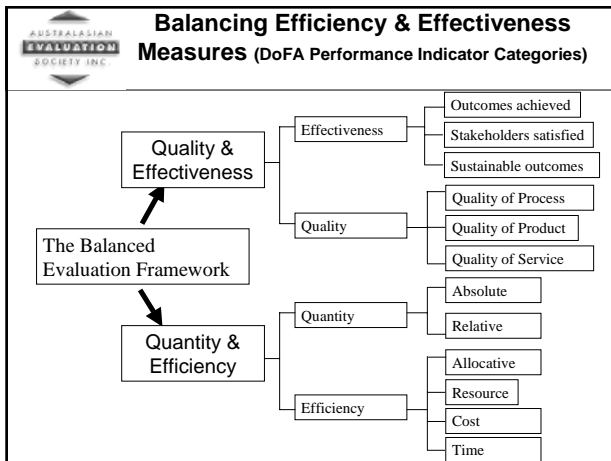 AUSTRALASIAN
EVALUATION
SOCIETY INC.
Balancing Efficiency & Effectiveness
Measures (DoFA Performance Indicator Categories)
Outcomes achieved
Effectiveness
Stakeholders satisfied
Quality &
Effectiveness
Sustainable outcomes
Quality of Process
Quality
Quality of Product
Quality of Service
The Balanced
Evaluation Framework
Absolute
Quantity
Relative
Quantity &
Efficiency
Allocative
Resource
Efficiency
Cost
Time